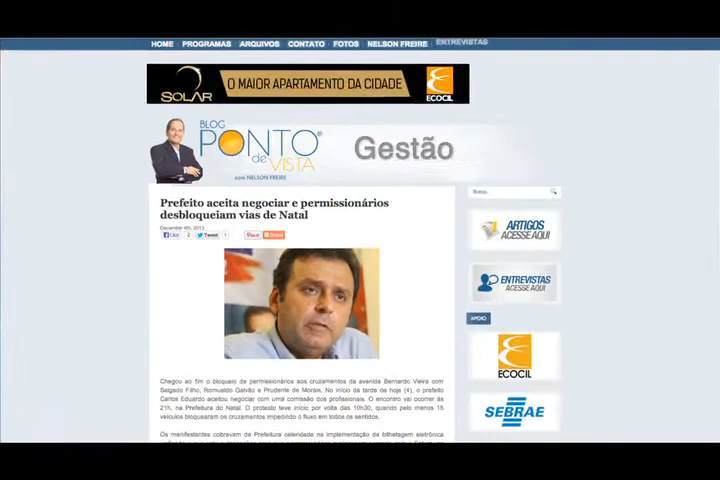 HOME PROGRAMAS ARQUIVOS CONTATO FOTOS NELSON FREIRE ENTREVISTAS
SOLAR O MAIOR APARTAMENTO DA CIDADE ECOCIL
BLOG
PONTO
de
VISTA
com NELSON FREIRE
Gestão
Prefeito aceita negociar e permissionários
desbloqueiam vias de Natal
December 4th, 2013
Like 2 Tweet 1 Pin it Share
Busca..
ARTIGOS
ACESSE AQUI
ENTREVISTAS
ACESSE AQUI
APOIO
ECOCIL
SEBRAE
Chegou ao fim o bloqueio de permissionários aos cruzamentos da avenida Bernardo Vieira com
Salgado Filho, Romualdo Galvão e Prudente de Morais. No início da tarde de hoje (4), o prefeito
Carlos Eduardo aceitou negociar com uma comissão dos profissionais. O encontro vai ocorrer às
21h, na Prefeitura do Natal. O protesto teve início por volta das 10h30, quando pelo menos 15
veículos bloquearam os cruzamentos impedindo o fluxo em todos os sentidos.
Os manifestantes cobravam da Prefeitura celeridade na implementação da bilhetagem eletrônica